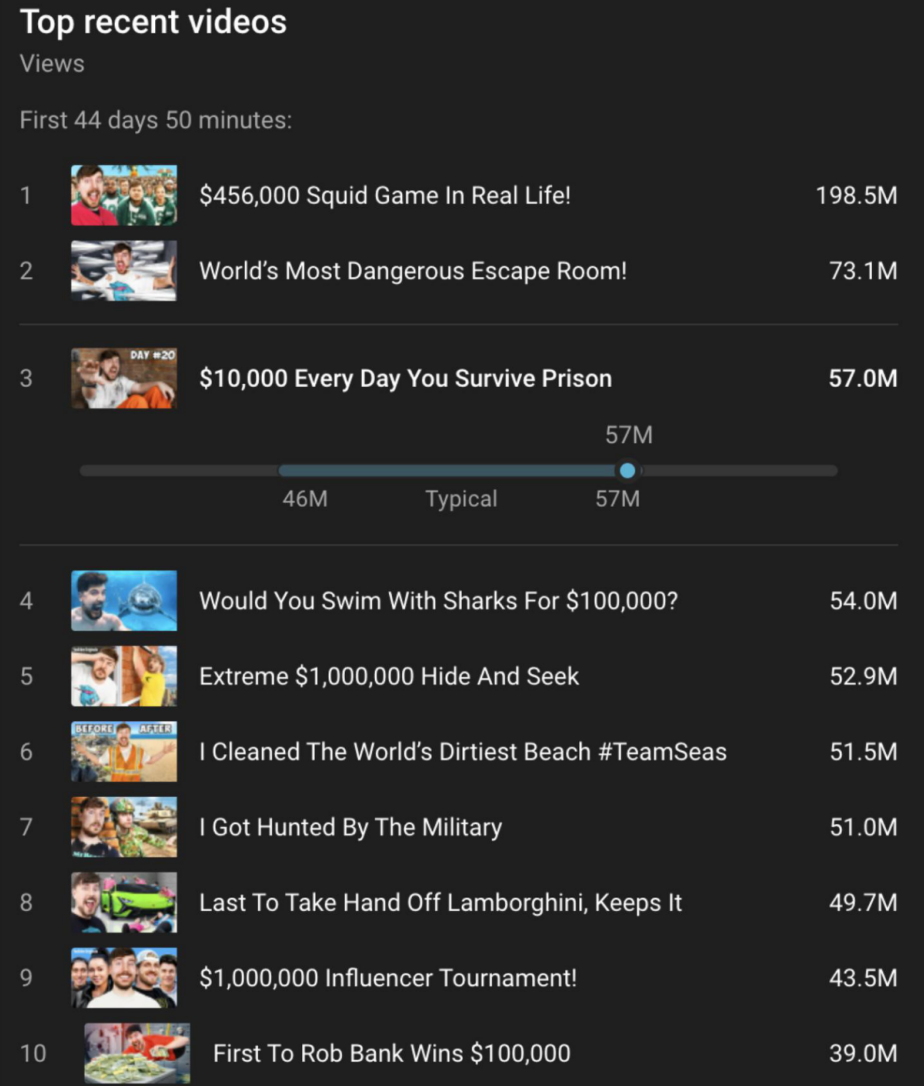 Top recent videos
Views
First 44 days 50 minutes:
1 $456,000 Squid Game In Real Life! 198.5M
2 World’s Most Dangerous Escape Room! 73.1M
DAY #20
3 $10,000 Every Day You Survive Prison 57.0M
57M
46M Typical 57M
4 Would You Swim With Sharks For $100,000? 54.0M
5 Extreme $1,000,000 Hide And Seek 52.9M
BEFORE AFTER
6 I Cleaned The World’s Dirtiest Beach #TeamSeas 51.5M
7 I Got Hunted By The Military 51.0M
8 Last To Take Hand Off Lamborghini, Keeps It 49.7M
9 $1,000,000 Influencer Tournament! 43.5M
10 First To Rob Bank Wins $100,000 39.0M